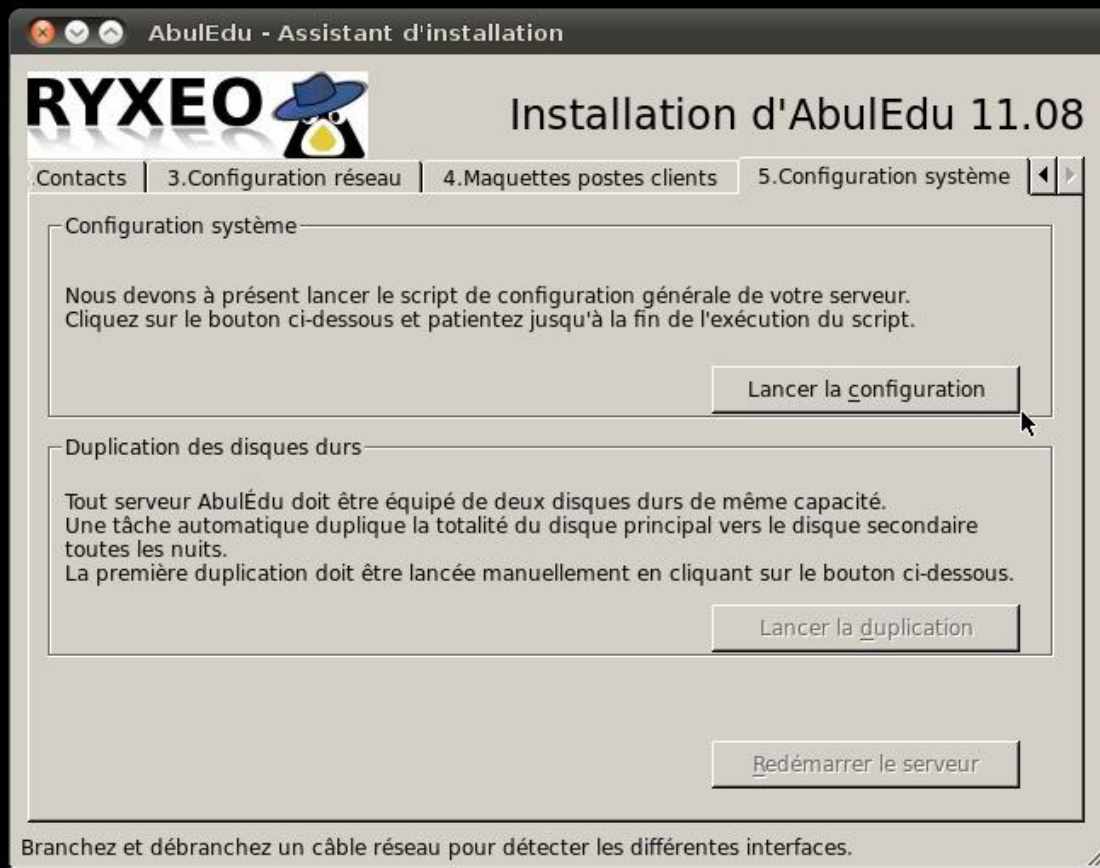 AbulEdu - Assistant d'installation
RYXEO
Installation d'AbulEdu 11.08
.Contacts
3.Configuration réseau
4.Maquettes postes clients
5.Configuration système
Configuration système
Nous devons à présent lancer le script de configuration générale de votre serveur.
Cliquez sur le bouton ci-dessous et patientez jusqu'à la fin de l'exécution du script.
Lancer la configuration
Duplication des disques durs
Tout serveur AbulÉdu doit être équipé de deux disques durs de même capacité.
Une tâche automatique duplique la totalité du disque principal vers le disque secondaire
toutes les nuits.
La première duplication doit être lancée manuellement en cliquant sur le bouton ci-dessous.
Lancer la duplication
Redémarrer le serveur
Branchez et débranchez un câble réseau pour détecter les différentes interfaces.